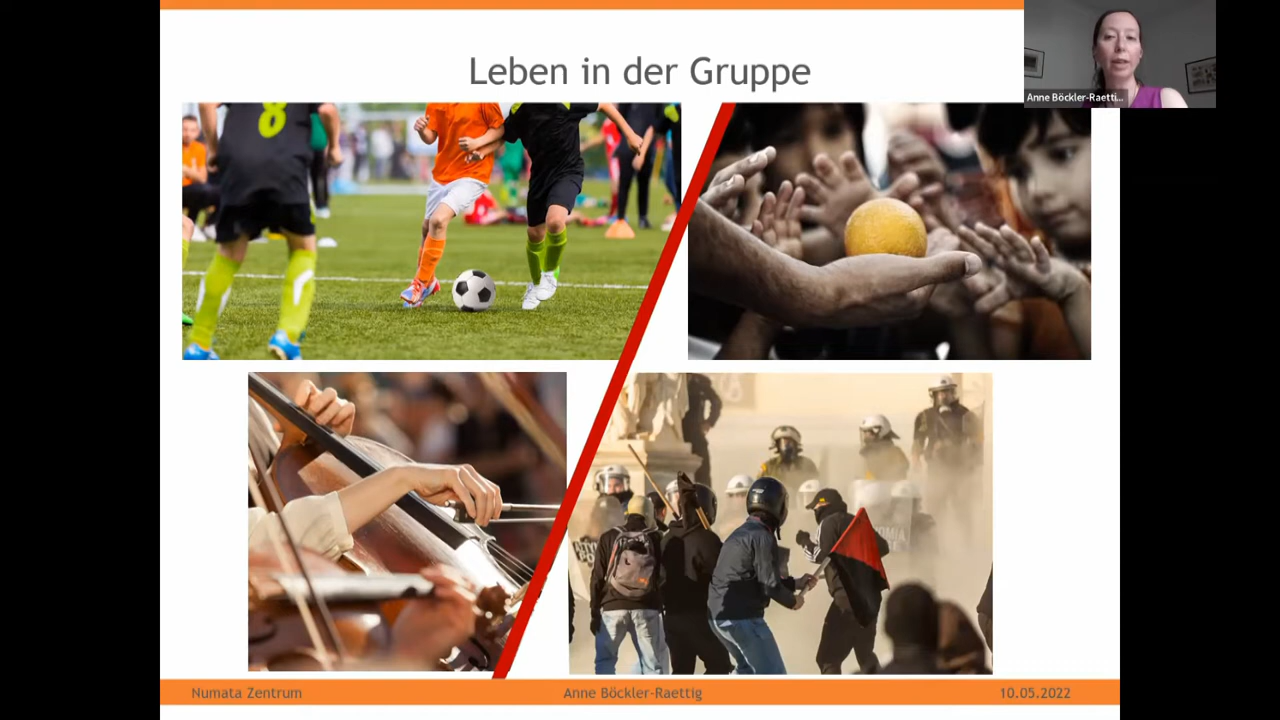 Leben in der Gruppe
Anne Böckler-Raetti...
8
Numata Zentrum
Anne Böckler-Raettig
10.05.2022